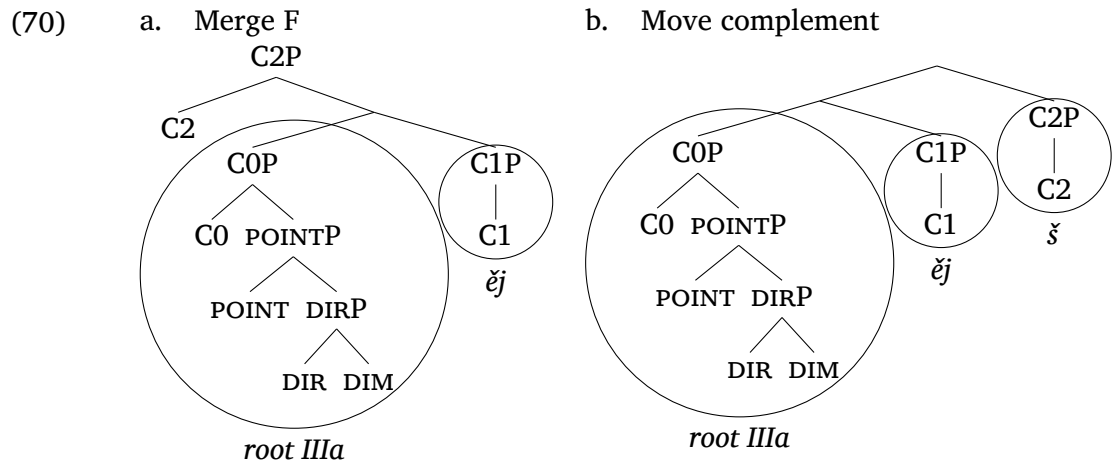 (70) a. Merge F b. Move complement
C2P
C2 C2P
C0P C1P C0P C1P C2
C0 POINTP C1 C0 POINTP C1 š
ěj ěj
POINT DIRP POINT DIRP
DIR DIM DIR DIM
root IIIa root IIIa